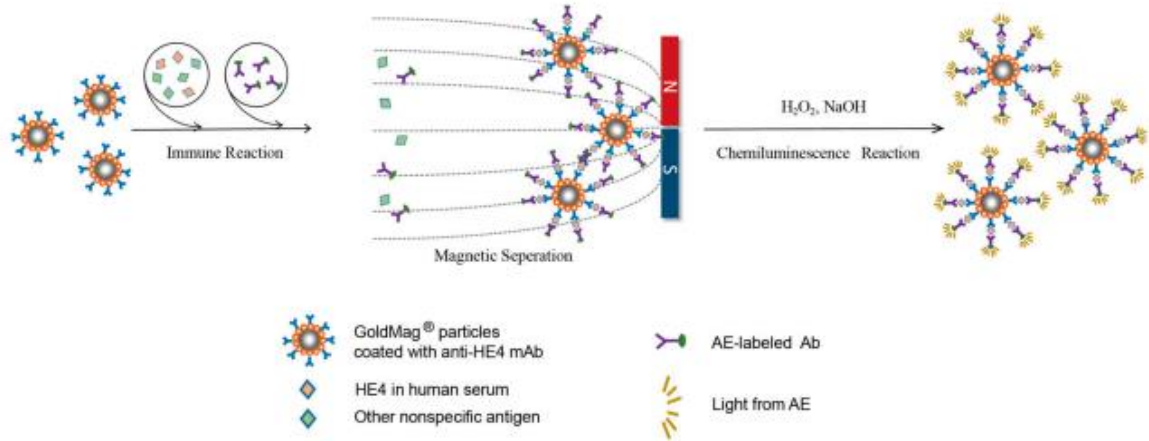 Immune Reaction
N
S
Magnetic Seperation
H₂O₂, NaOH
Chemiluminescence Reaction
GoldMag® particles
coated with anti-HE4 mAb
HE4 in human serum
Other nonspecific antigen
AE-labeled Ab
Light from AE